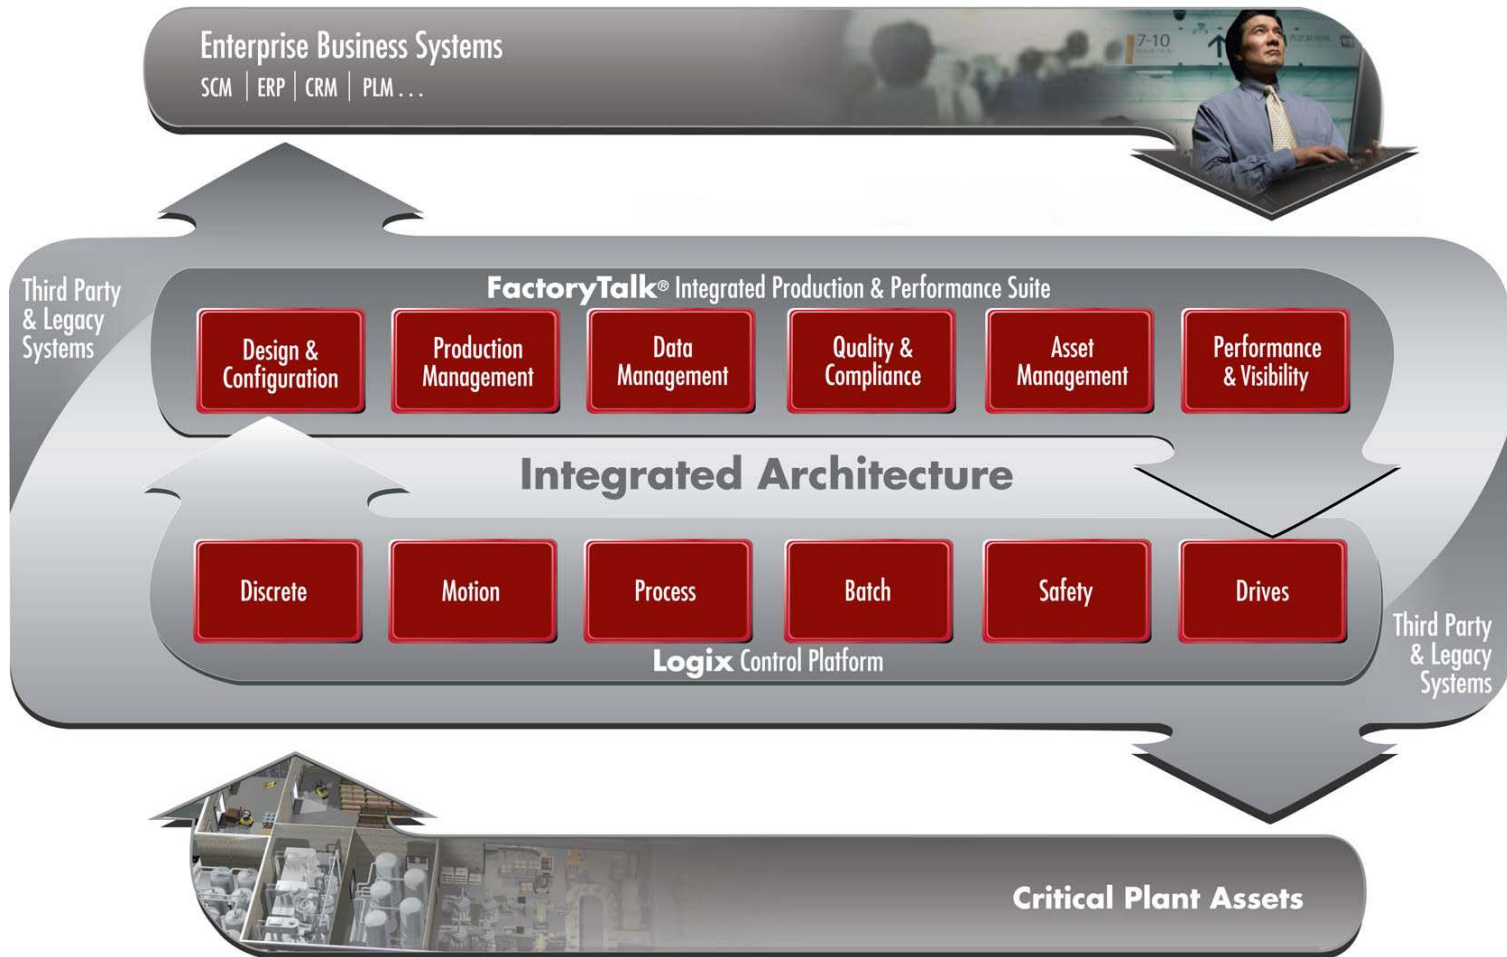 Enterprise Business Systems
SCM | ERP | CRM | PLM . . .
7-10
Third Party
& Legacy
Systems
FactoryTalk® Integrated Production & Performance Suite
Design &
Configuration
Production
Management
Data
Management
Quality &
Compliance
Asset
Management
Performance
& Visibility
Integrated Architecture
Discrete
Motion
Process
Batch
Safety
Drives
Logix Control Platform
Third Party
& Legacy
Systems
Critical Plant Assets